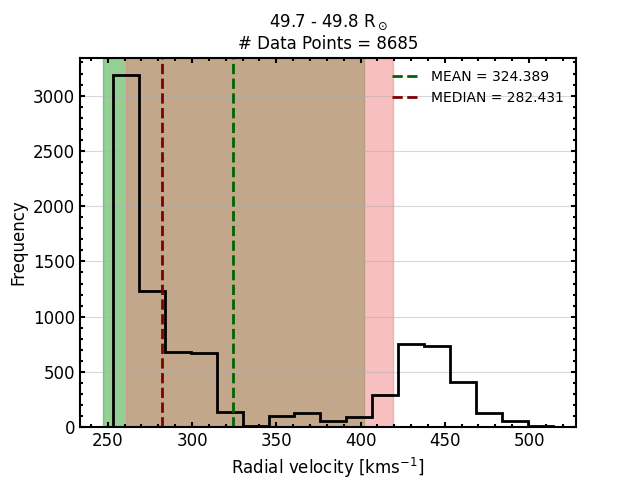 49.7 - 49.8 R⊙
# Data Points = 8685
MEAN = 324.389
MEDIAN = 282.431
3000
2500
2000
1500
1000
500
0
Frequency
250 300 350 400 450 500
Radial velocity [kms⁻¹]